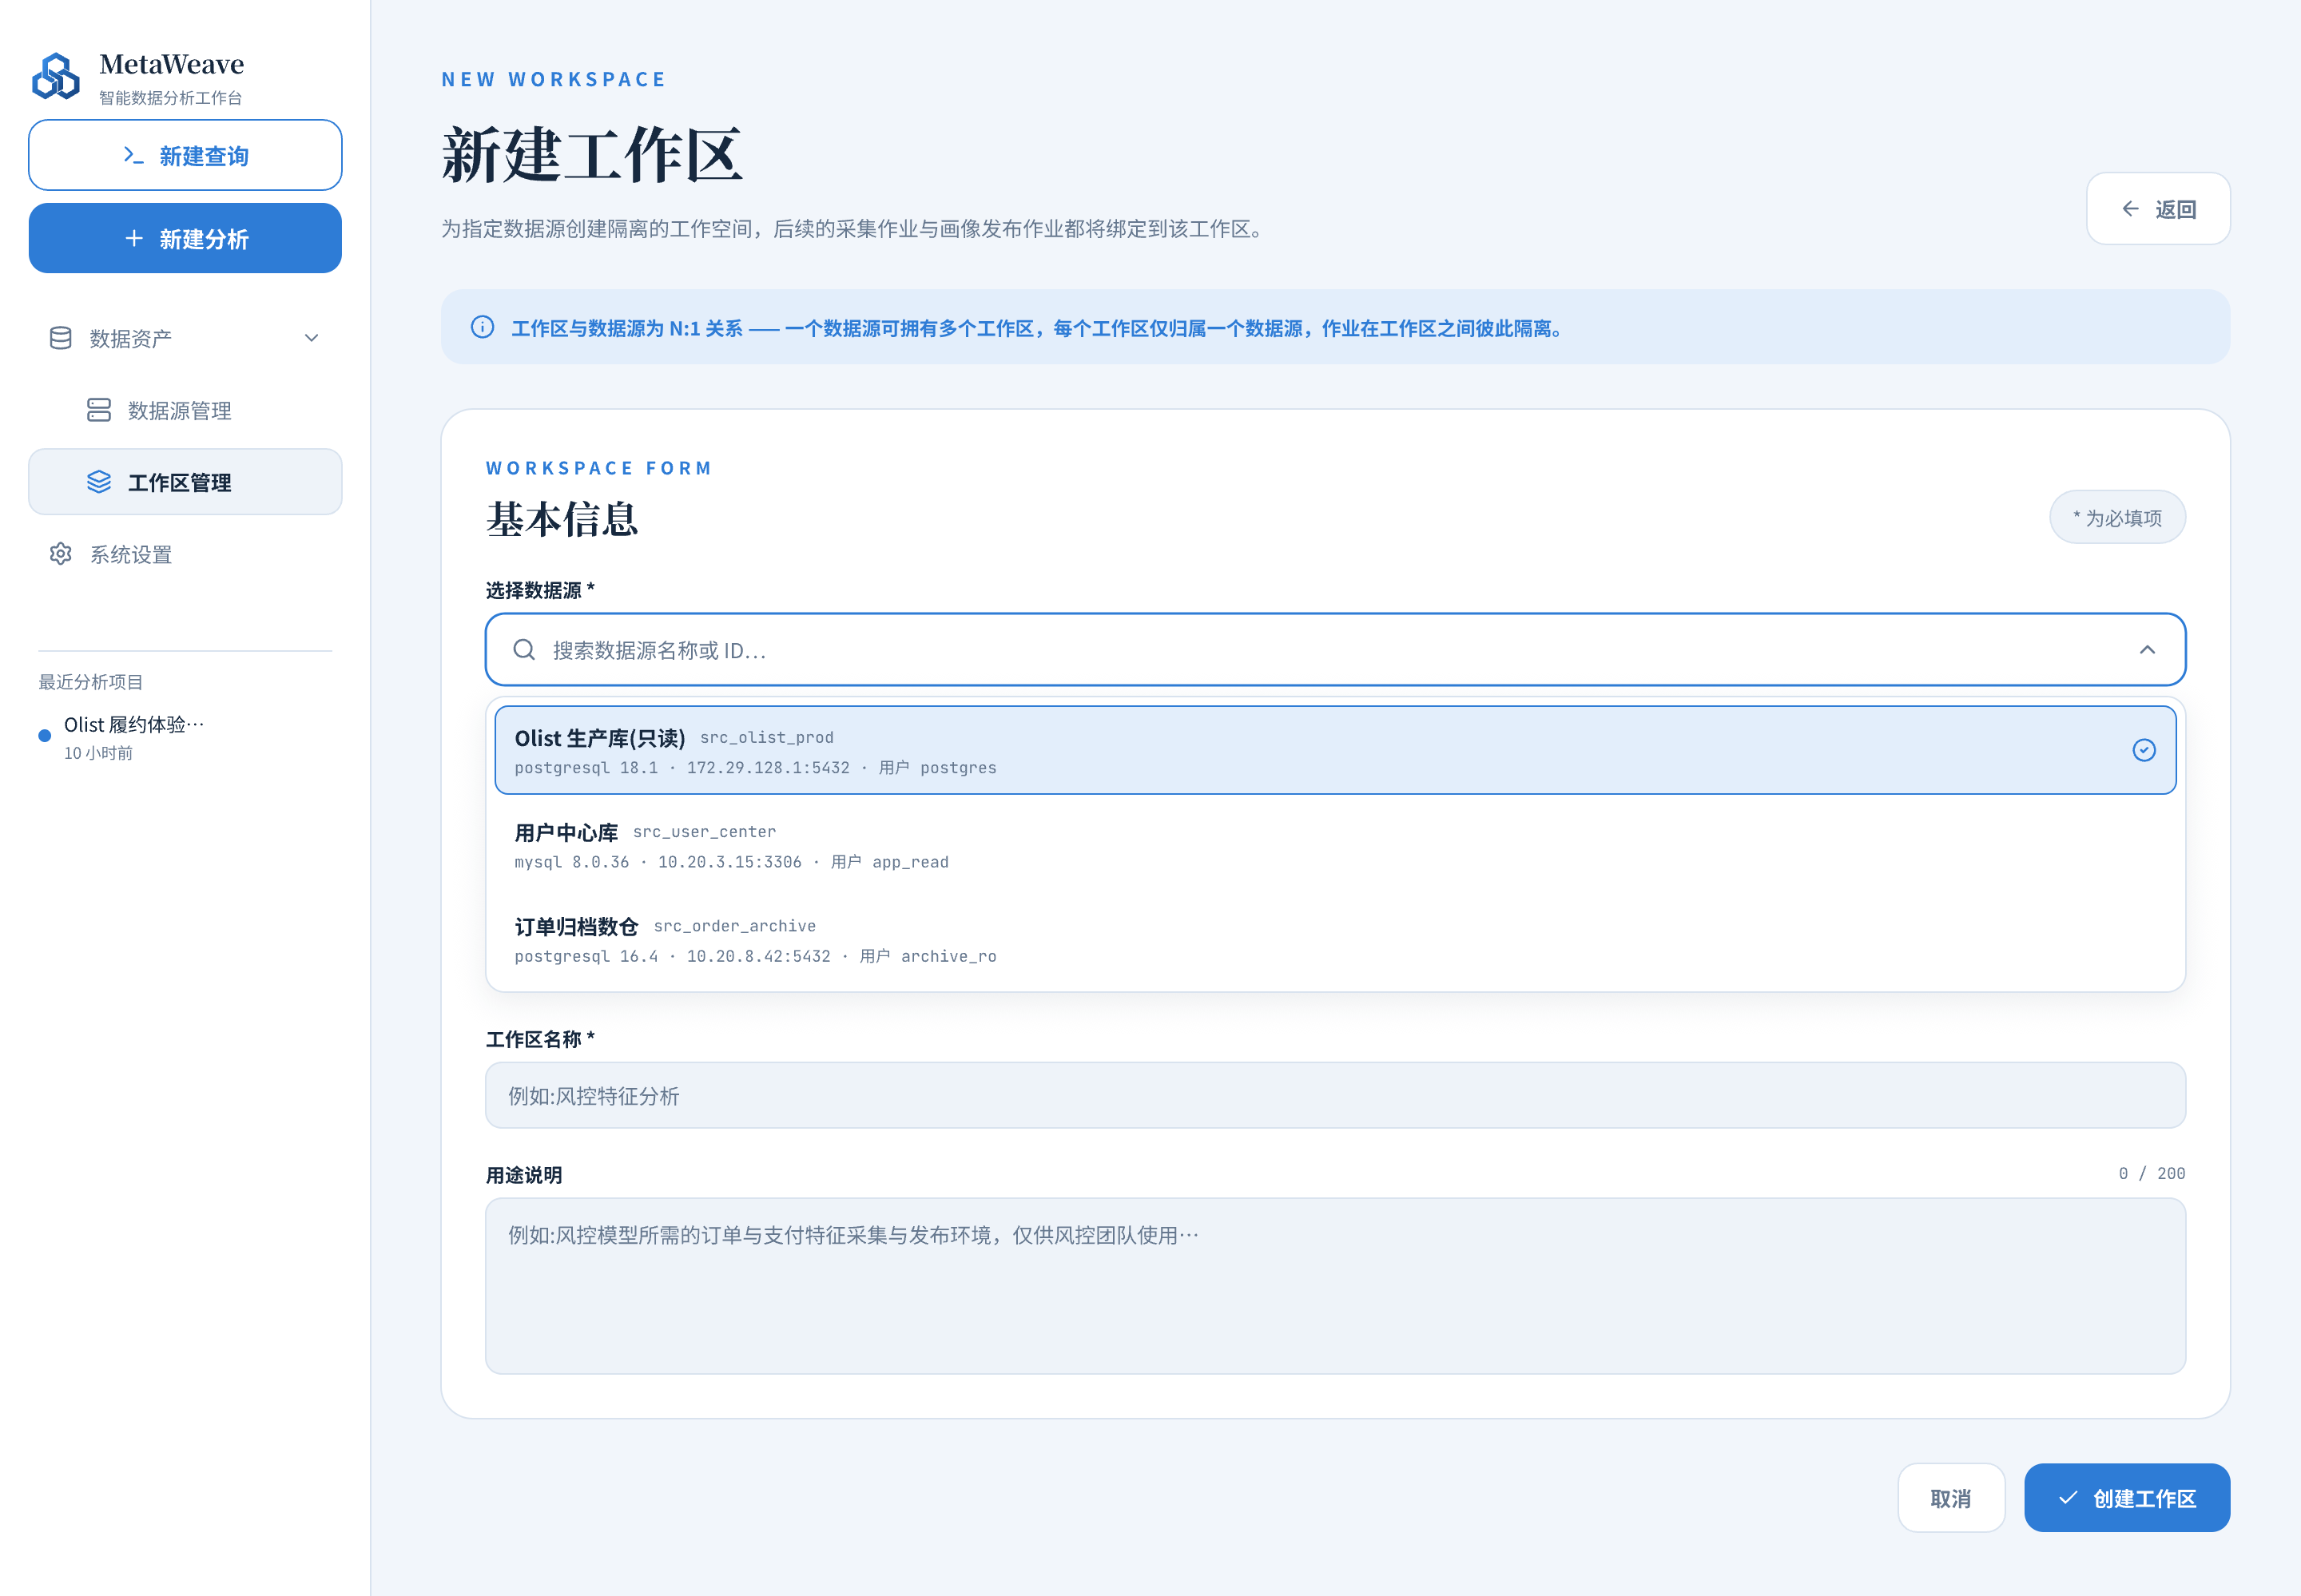 MetaWeave
智能数据分析工作台
新建查询
新建分析
数据资产
数据源管理
工作区管理
系统设置
最近分析项目
Olist 履约体验…
10 小时前
NEW WORKSPACE
新建工作区
为指定数据源创建隔离的工作空间，后续的采集作业与画像发布作业都将绑定到该工作区。
返回
工作区与数据源为 N:1 关系 —— 一个数据源可拥有多个工作区，每个工作区仅归属一个数据源，作业在工作区之间彼此隔离。
WORKSPACE FORM
基本信息
* 为必填项
选择数据源 *
搜索数据源名称或 ID...
Olist 生产库(只读) src_olist_prod
postgresql 18.1 · 172.29.128.1:5432 · 用户 postgres
用户中心库 src_user_center
mysql 8.0.36 · 10.20.3.15:3306 · 用户 app_read
订单归档数仓 src_order_archive
postgresql 16.4 · 10.20.8.42:5432 · 用户 archive_ro
工作区名称 *
例如:风控特征分析
用途说明
0 / 200
例如:风控模型所需的订单与支付特征采集与发布环境，仅供风控团队使用…
取消
创建工作区